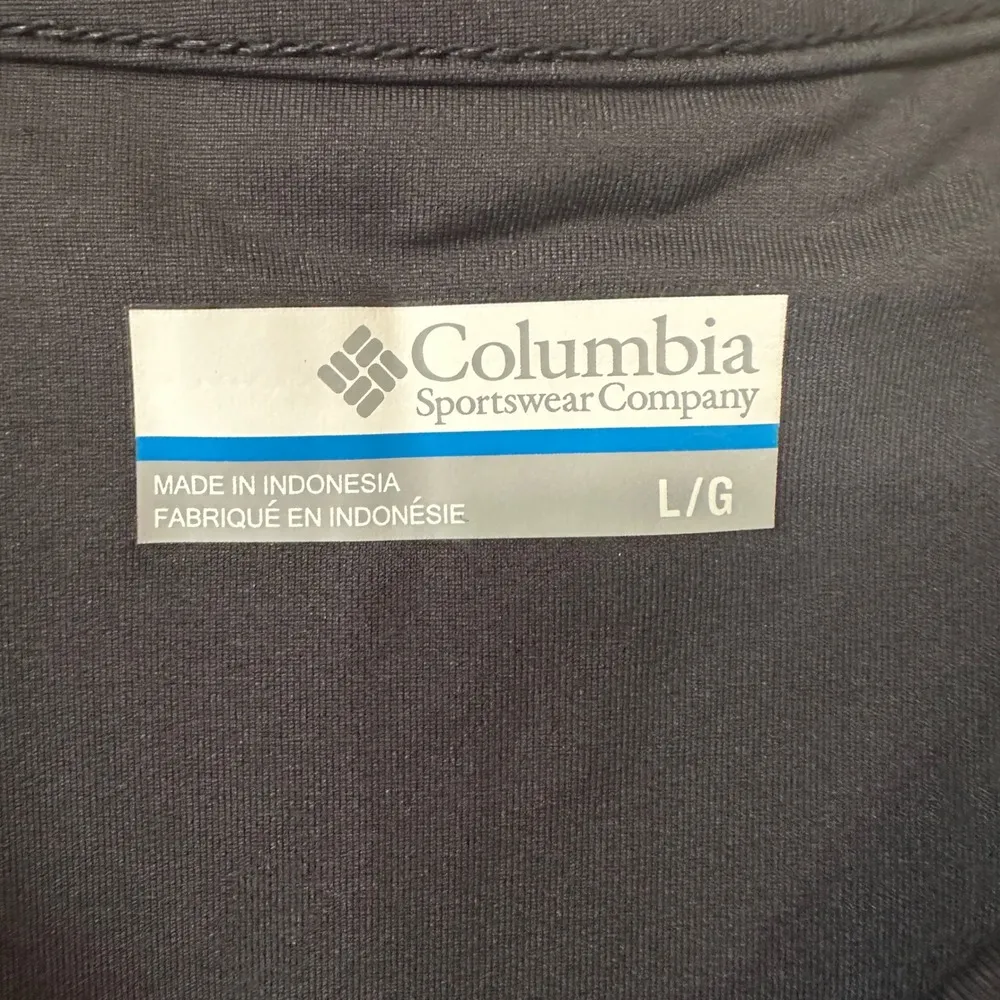 Columbia
Sportswear Company
MADE IN INDONESIA
FABRIQUÉ EN INDONÉSIE
L/G